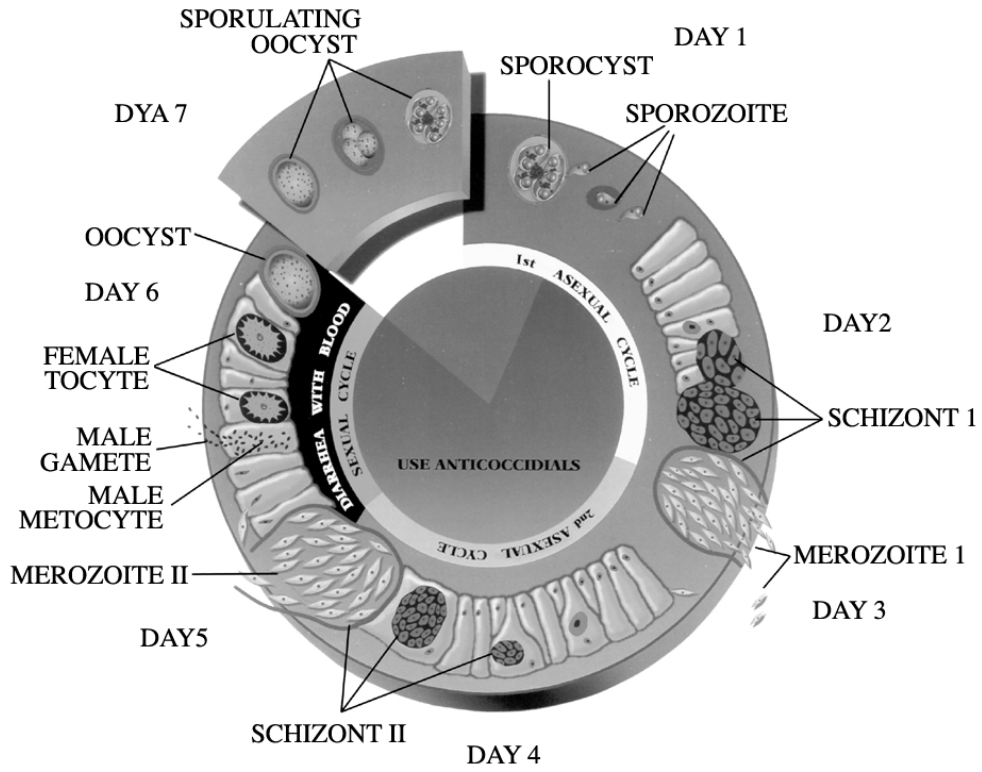 SPORULATING
OOCYST
DAY 1
SPOROCYST
DYA 7
SPOROZOITE
OOCYST
1st ASEXUAL CYCLE
DAY 6
DAY2
FEMALE
TOCYTE
DIARRHEA WITH BLOOD
SEXUAL CYCLE
SCHIZONT 1
MALE
GAMETE
USE ANTICOCCIDIALS
MALE
METOCYTE
2nd ASEXUAL CYCLE
MEROZOITE 1
MEROZOITE II
DAY 3
DAY5
SCHIZONT II
DAY 4